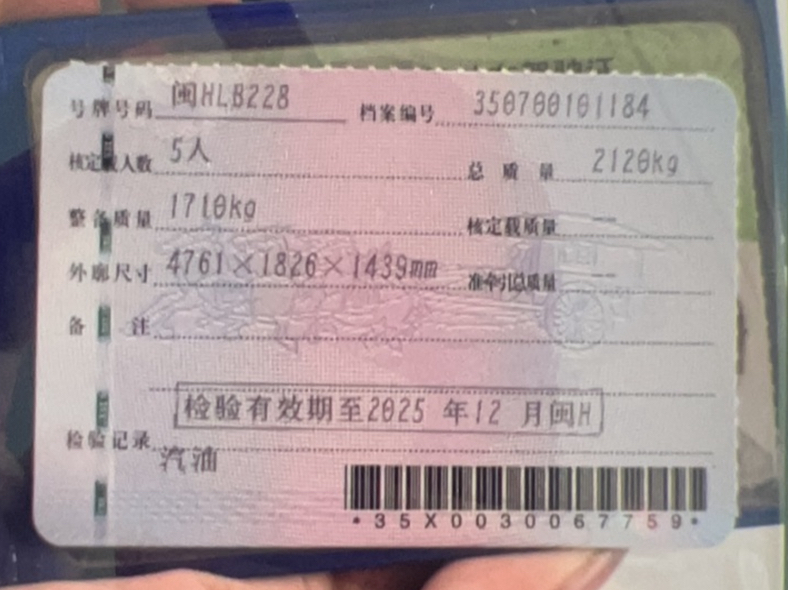 号牌号码 闽HLB228 档案编号 350700101184
核定载人数 5人 总质量 2120kg
整备质量 1710kg 核定载质量 —
外廓尺寸 4761×1826×1439mm 准牵引总质量 —
备注
检验有效期至2025 年12 月闽H
检验记录
汽油
*35X0030067759*